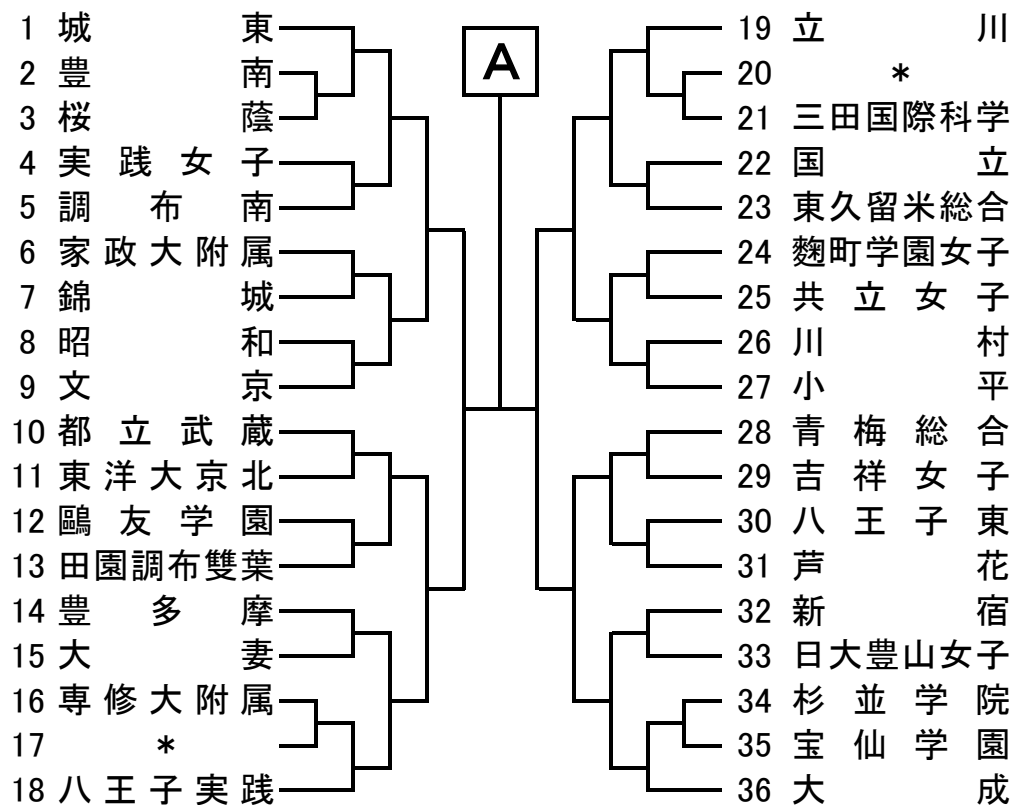 A
1 城東
2 豊南
3 桜蔭
4 実践女子
5 調布南
6 家政大附属
7 錦城
8 昭和
9 文京
10 都立武蔵
11 東洋大京北
12 鷗友学園
13 田園調布雙葉
14 豊多摩
15 大妻
16 専修大附属
17 *
18 八王子実践
19 立川
20 *
21 三田国際科学
22 国立
23 東久留米総合
24 麴町学園女子
25 共立女子
26 川村
27 小平
28 青梅総合
29 吉祥女子
30 八王子東
31 芦花
32 新宿
33 日大豊山女子
34 杉並学院
35 宝仙学園
36 大成